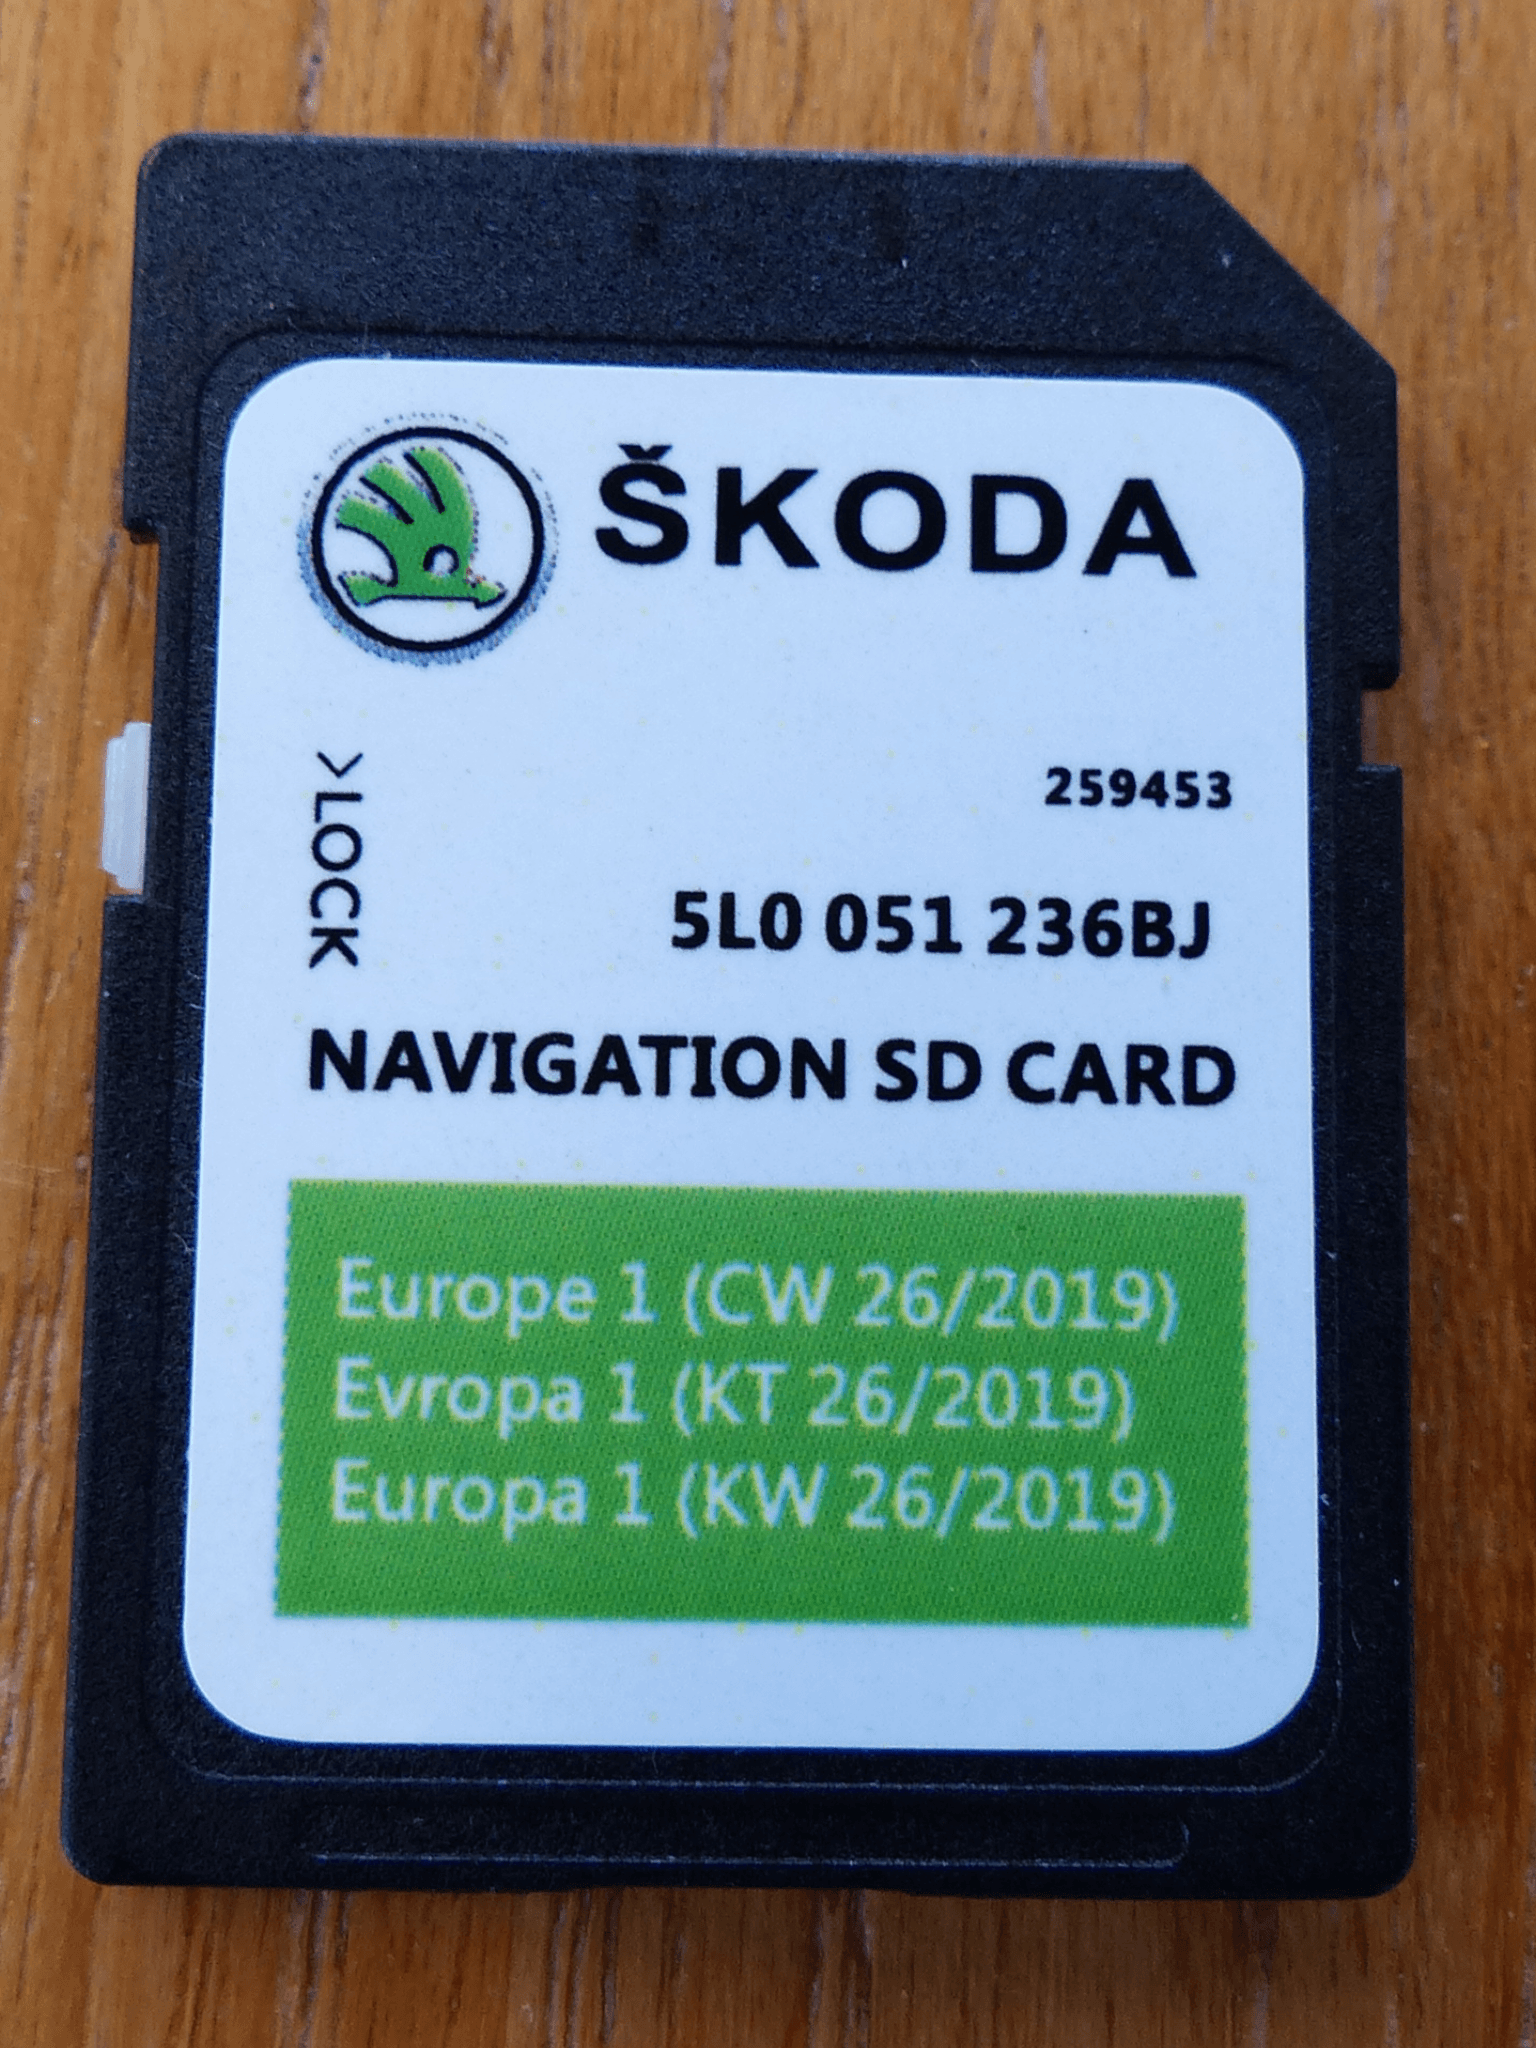 ŠKODA
>LOCK
259453
5L0 051 236BJ
NAVIGATION SD CARD
Europe 1 (CW 26/2019)
Evropa 1 (KT 26/2019)
Europa 1 (KW 26/2019)